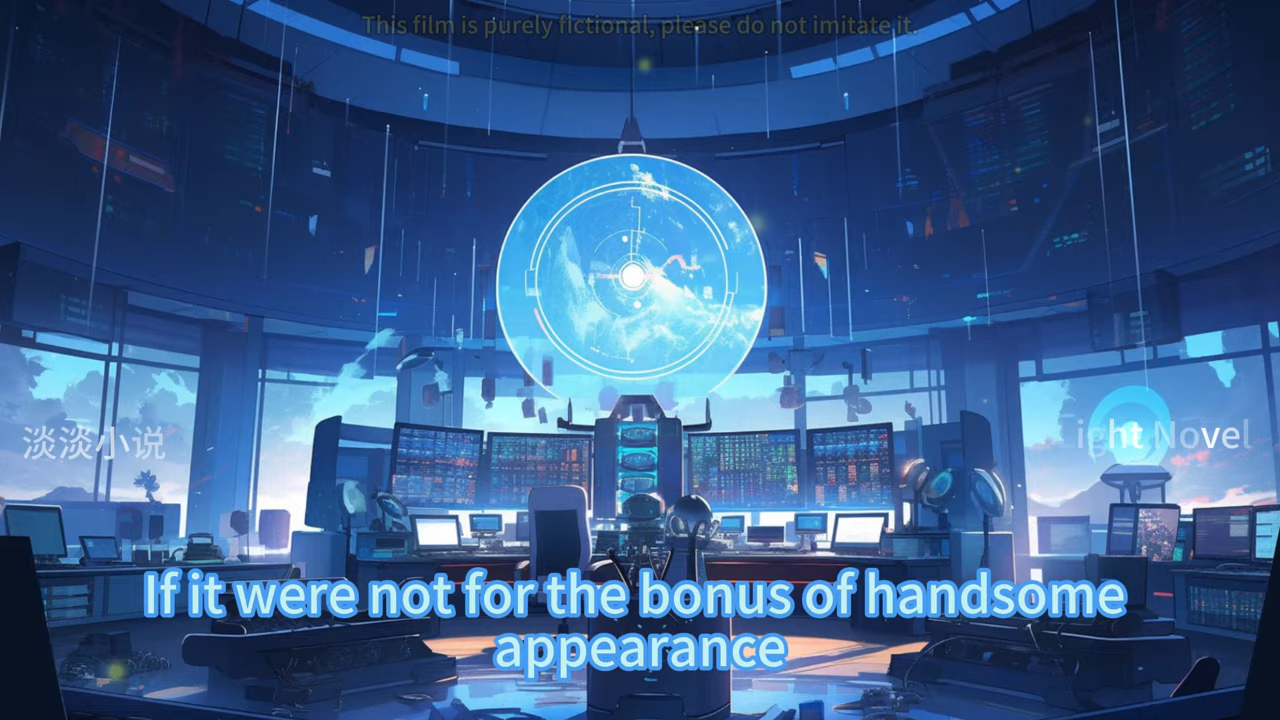 This film is purely fictional, please do not imitate it.
淡淡小说
ight Novel
If it were not for the bonus of handsome
appearance